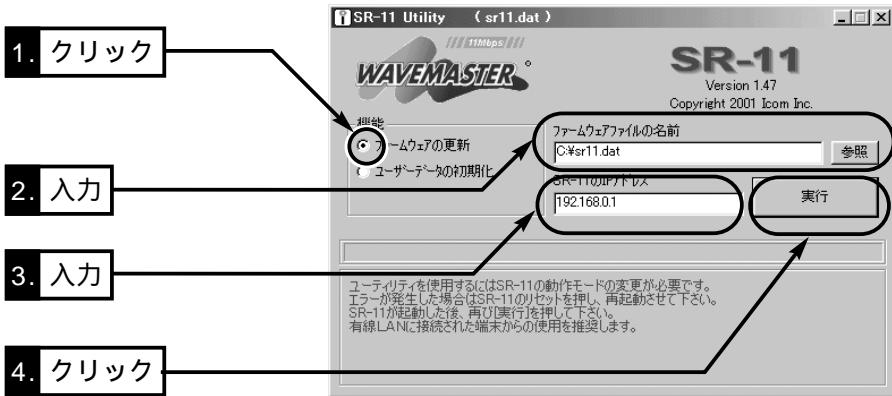 SR-11 Utility ( sr11.dat )
1. クリック
11Mbps
WAVEMASTER
SR-11
Version 1.47
Copyright 2001 Icom Inc.
機能
ファームウェアの更新
ユーザーデータの初期化
ファームウェアファイルの名前
C:¥sr11.dat
参照
2. 入力
SR-11のIPアドレス
192.168.0.1
実行
3. 入力
ユーティリティを使用するにはSR-11の動作モードの変更が必要です。
エラーが発生した場合はSR-11のリセットを押し、再起動させて下さい。
SR-11が起動した後、再び[実行]を押して下さい。
有線LANに接続された端末からの使用を推奨します。
4. クリック